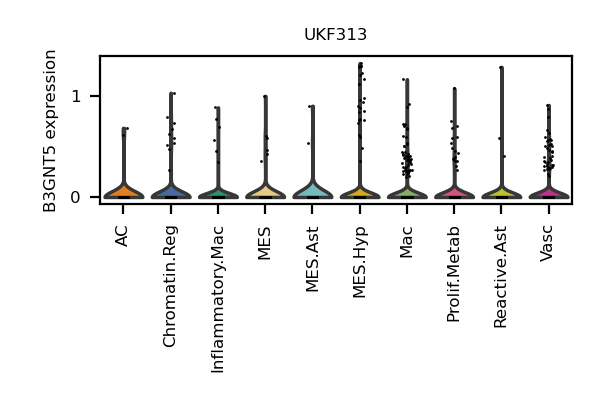 UKF313
B3GNT5 expression
1
0
AC
Chromatin.Reg
Inflammatory.Mac
MES
MES.Ast
MES.Hyp
Mac
Prolif.Metab
Reactive.Ast
Vasc